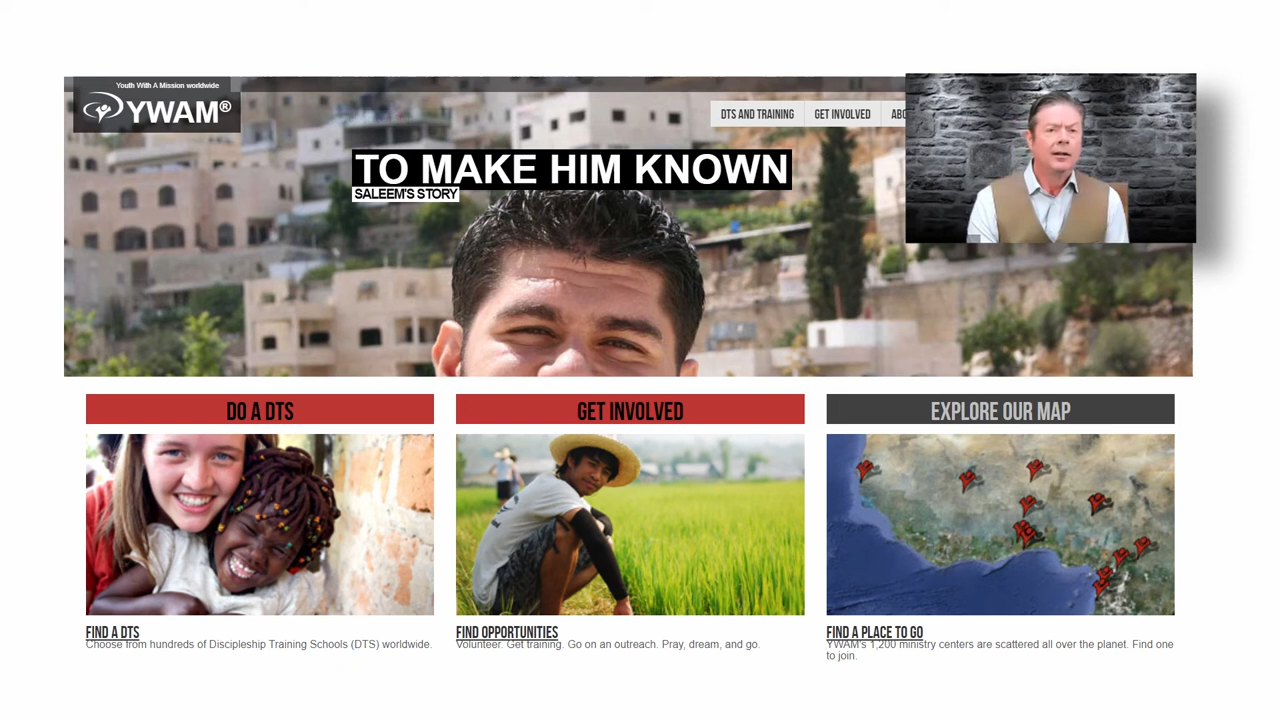 Youth With A Mission worldwide
YWAM®
DTS AND TRAINING GET INVOLVED
TO MAKE HIM KNOWN
SALEEM'S STORY
DO A DTS
GET INVOLVED
EXPLORE OUR MAP
FIND A DTS
Choose from hundreds of Discipleship Training Schools (DTS) worldwide.
FIND OPPORTUNITIES
Volunteer. Get training. Go on an outreach. Pray, dream, and go.
FIND A PLACE TO GO
YWAM's 1,200 ministry centers are scattered all over the planet. Find one
to join.